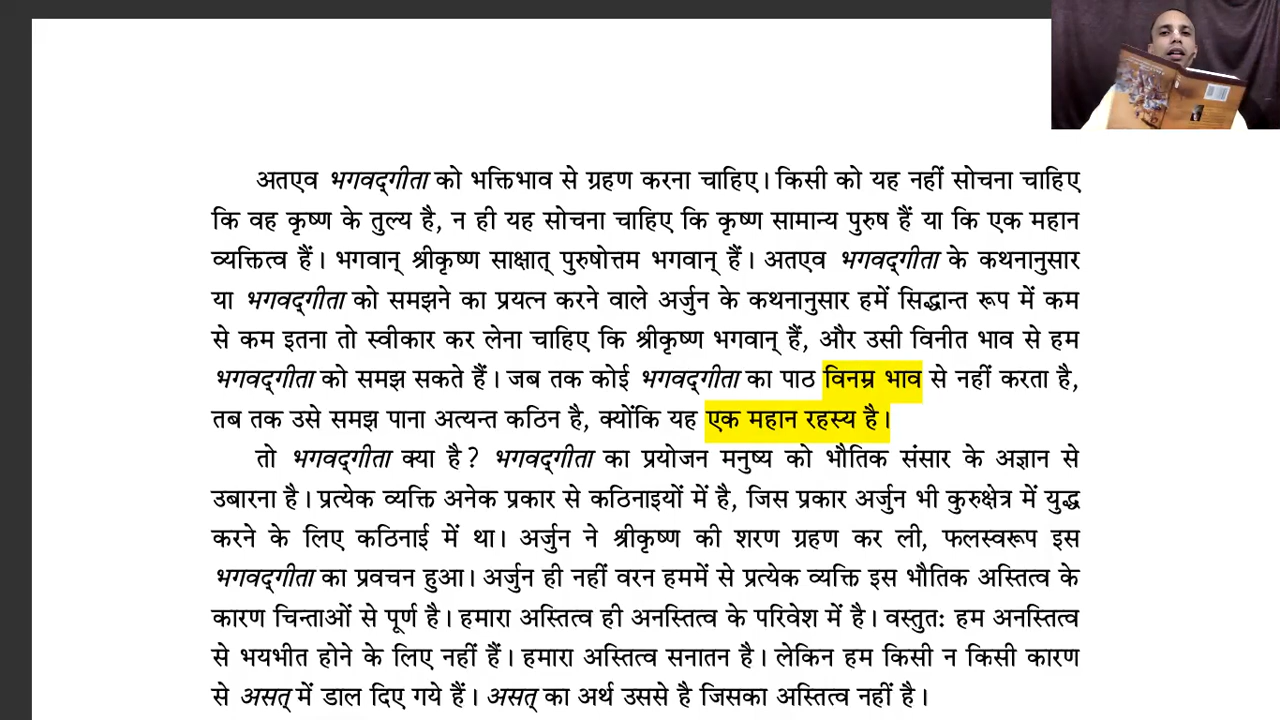 अतएव भगवद्‌गीता को भक्तिभाव से ग्रहण करना चाहिए। किसी को यह नहीं सोचना चाहिए
कि वह कृष्ण के तुल्य है, न ही यह सोचना चाहिए कि कृष्ण सामान्य पुरुष हैं या कि एक महान
व्यक्तित्व हैं। भगवान् श्रीकृष्ण साक्षात् पुरुषोत्तम भगवान् हैं। अतएव भगवद्‌गीता के कथनानुसार
या भगवद्‌गीता को समझने का प्रयत्न करने वाले अर्जुन के कथनानुसार हमें सिद्धान्त रूप में कम
से कम इतना तो स्वीकार कर लेना चाहिए कि श्रीकृष्ण भगवान् हैं, और उसी विनीत भाव से हम
भगवद्‌गीता को समझ सकते हैं। जब तक कोई भगवद्‌गीता का पाठ विनम्र भाव से नहीं करता है,
तब तक उसे समझ पाना अत्यन्त कठिन है, क्योंकि यह एक महान रहस्य है।
तो भगवद्‌गीता क्या है? भगवद्‌गीता का प्रयोजन मनुष्य को भौतिक संसार के अज्ञान से
उबारना है। प्रत्येक व्यक्ति अनेक प्रकार से कठिनाइयों में है, जिस प्रकार अर्जुन भी कुरुक्षेत्र में युद्ध
करने के लिए कठिनाई में था। अर्जुन ने श्रीकृष्ण की शरण ग्रहण कर ली, फलस्वरूप इस
भगवद्‌गीता का प्रवचन हुआ। अर्जुन ही नहीं वरन हममें से प्रत्येक व्यक्ति इस भौतिक अस्तित्व के
कारण चिन्ताओं से पूर्ण है। हमारा अस्तित्व ही अनस्तित्व के परिवेश में है। वस्तुत: हम अनस्तित्व
से भयभीत होने के लिए नहीं हैं। हमारा अस्तित्व सनातन है। लेकिन हम किसी न किसी कारण
से असत् में डाल दिए गये हैं। असत् का अर्थ उससे है जिसका अस्तित्व नहीं है।